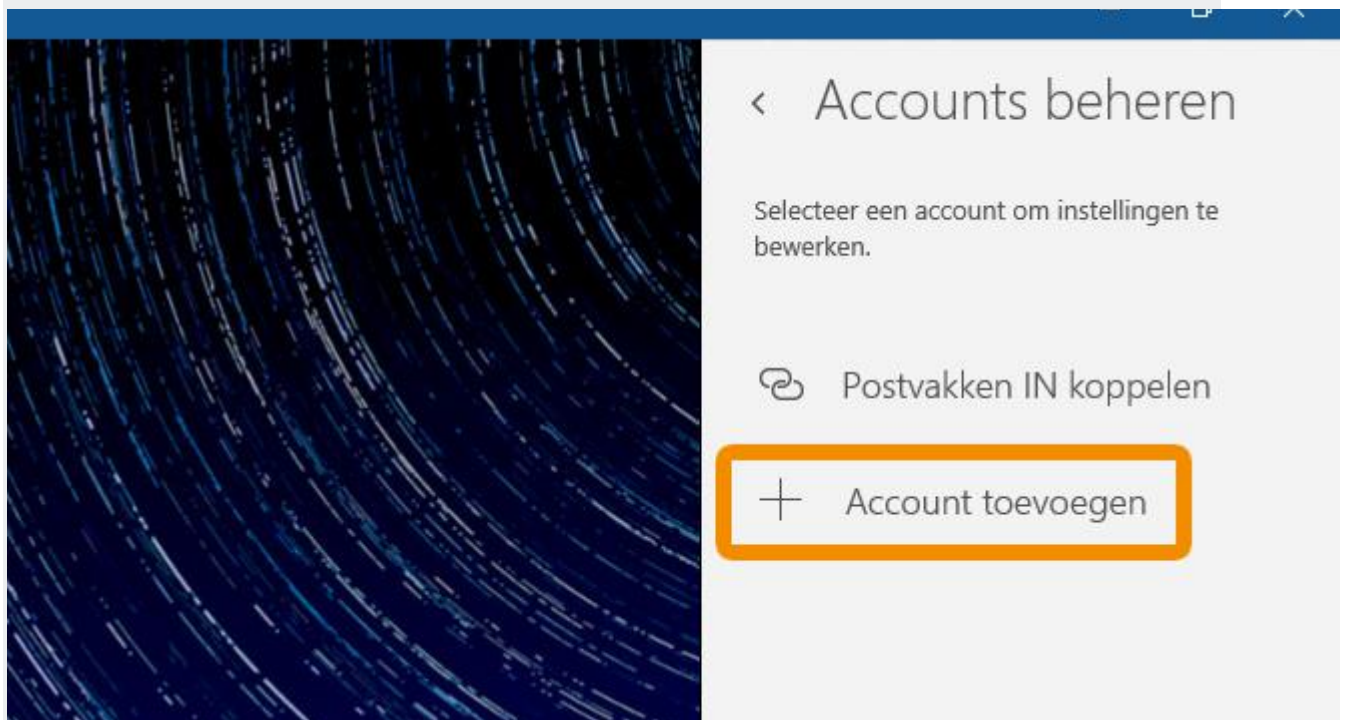 Accounts beheren
Selecteer een account om instellingen te
bewerken.
Postvakken IN koppelen
Account toevoegen